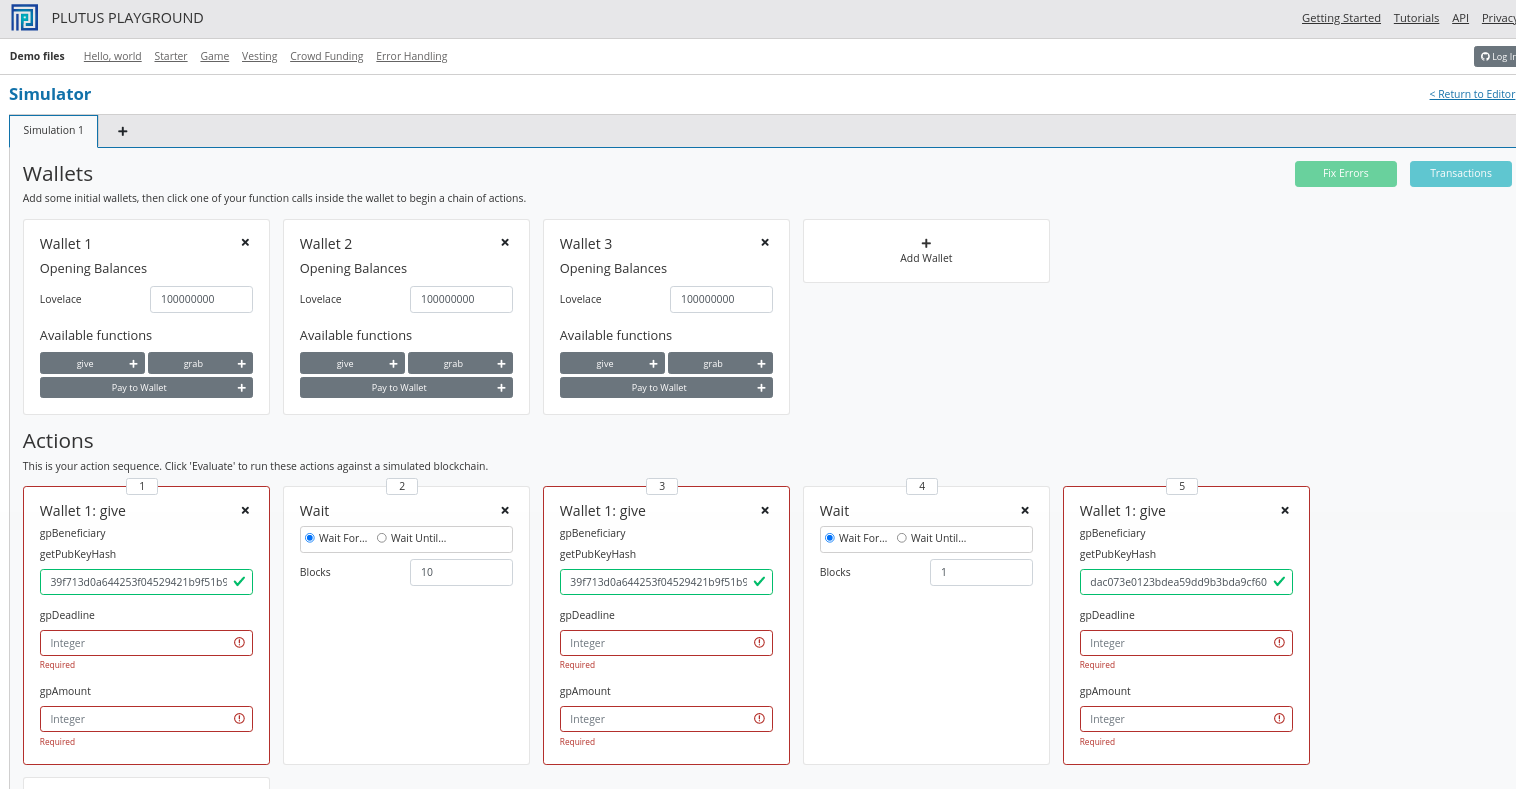 PLUTUS PLAYGROUND
Getting Started Tutorials API Privacy
Demo files Hello, world Starter Game Vesting Crowd Funding Error Handling
Log In
Simulator
< Return to Editor
Simulation 1 +
Wallets
Fix Errors Transactions
Add some initial wallets, then click one of your function calls inside the wallet to begin a chain of actions.
Wallet 1
Opening Balances
Lovelace 100000000
Available functions
give + grab +
Pay to Wallet +
Wallet 2
Opening Balances
Lovelace 100000000
Available functions
give + grab +
Pay to Wallet +
Wallet 3
Opening Balances
Lovelace 100000000
Available functions
give + grab +
Pay to Wallet +
+
Add Wallet
Actions
This is your action sequence. Click 'Evaluate' to run these actions against a simulated blockchain.
1
Wallet 1: give
gpBeneficiary
getPubKeyHash
39f713d0a644253f04529421b9f51b9
gpDeadline
Integer
Required
gpAmount
Integer
Required
2
Wait
Wait For... Wait Until...
Blocks 10
3
Wallet 1: give
gpBeneficiary
getPubKeyHash
39f713d0a644253f04529421b9f51b9
gpDeadline
Integer
Required
gpAmount
Integer
Required
4
Wait
Wait For... Wait Until...
Blocks 1
5
Wallet 1: give
gpBeneficiary
getPubKeyHash
dac073e0123bdea59dd9b3bda9cf60
gpDeadline
Integer
Required
gpAmount
Integer
Required